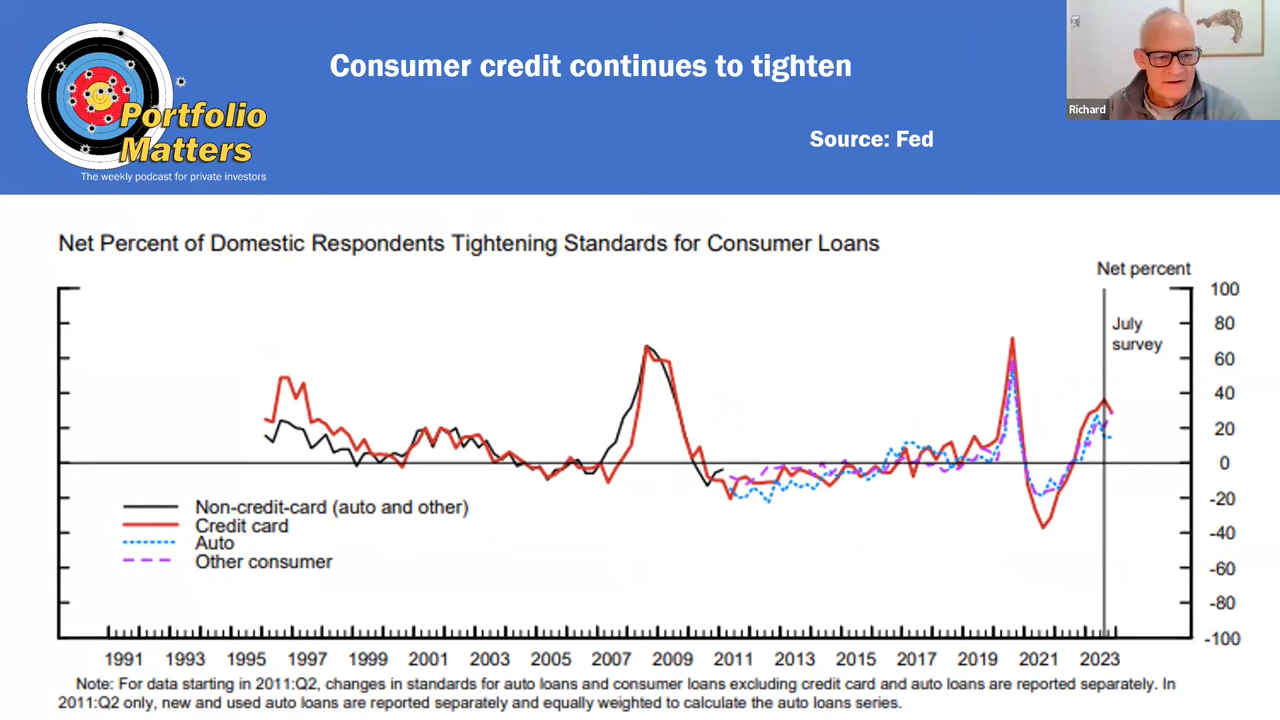 Portfolio
Matters
The weekly podcast for private investors
Consumer credit continues to tighten
Source: Fed
Richard
Net Percent of Domestic Respondents Tightening Standards for Consumer Loans
Net percent
July
survey
100
80
60
40
20
0
-20
-40
-60
-80
-100
Non-credit-card (auto and other)
Credit card
Auto
Other consumer
1991 1993 1995 1997 1999 2001 2003 2005 2007 2009 2011 2013 2015 2017 2019 2021 2023
Note: For data starting in 2011:Q2, changes in standards for auto loans and consumer loans excluding credit card and auto loans are reported separately. In
2011:Q2 only, new and used auto loans are reported separately and equally weighted to calculate the auto loans series.